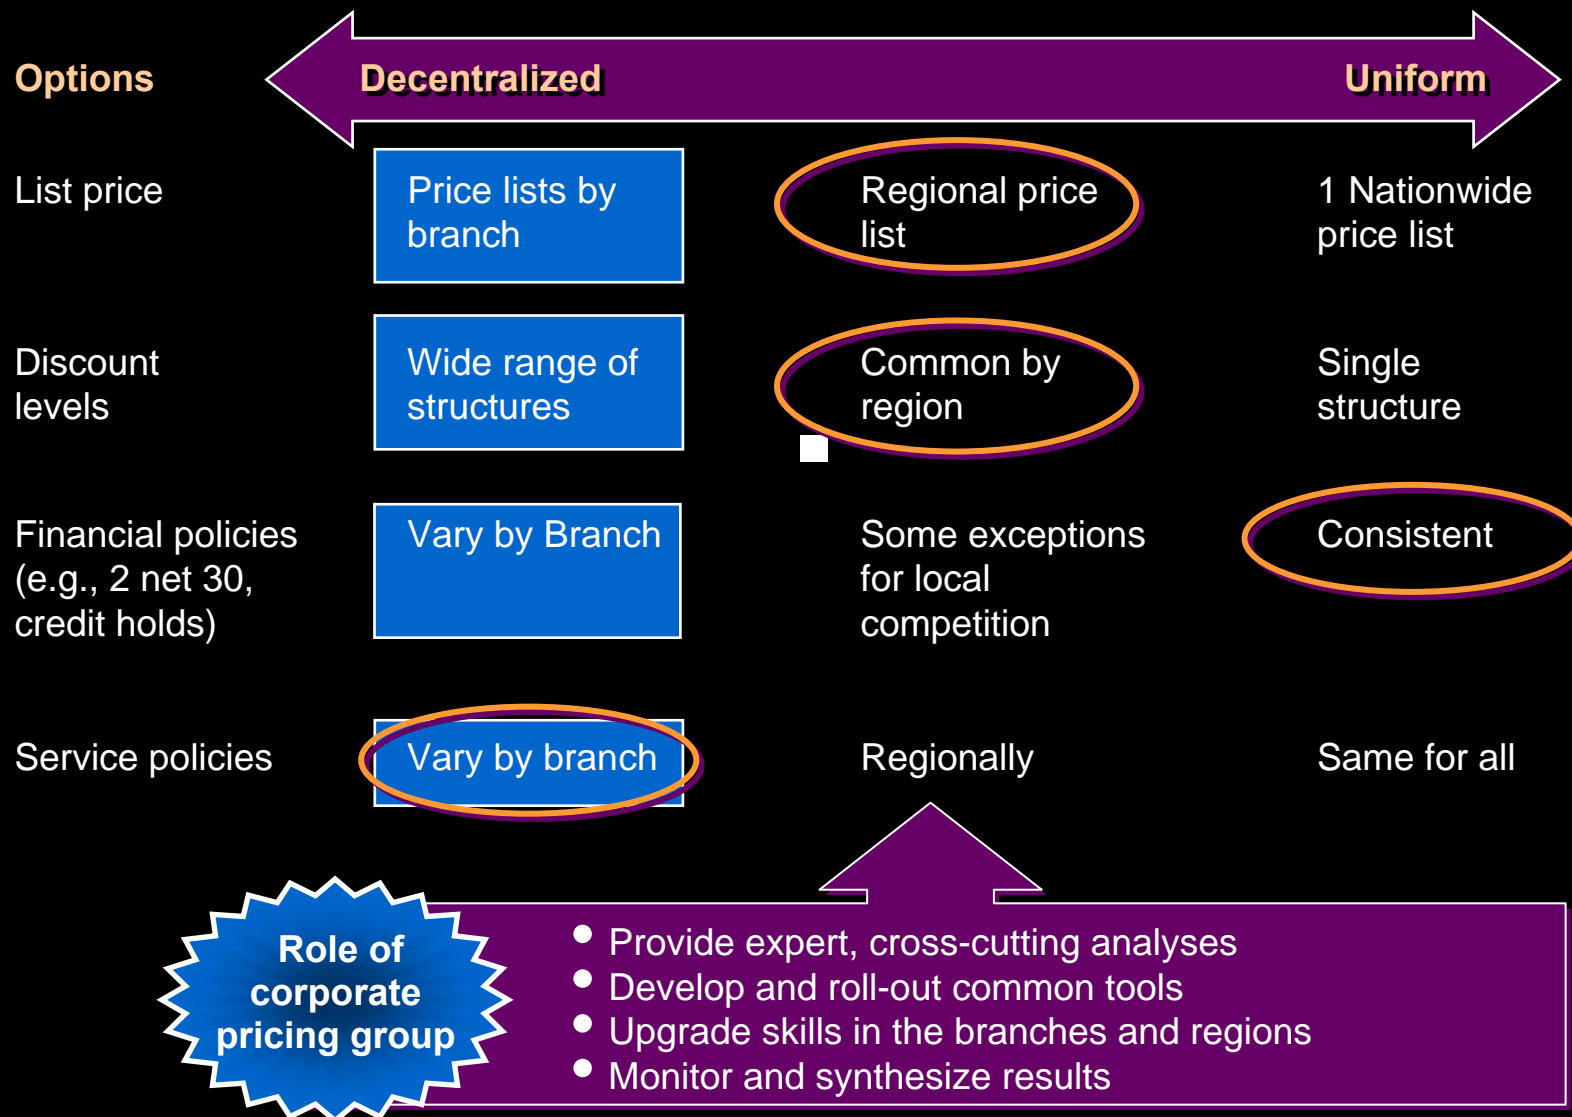 Options
Decentralized
Uniform
List price
Price lists by
branch
Regional price
list
1 Nationwide
price list
Discount
levels
Wide range of
structures
Common by
region
Single
structure
Financial policies
(e.g., 2 net 30,
credit holds)
Vary by Branch
Some exceptions
for local
competition
Consistent
Service policies
Vary by branch
Regionally
Same for all
Role of
corporate
pricing group
• Provide expert, cross-cutting analyses
• Develop and roll-out common tools
• Upgrade skills in the branches and regions
• Monitor and synthesize results